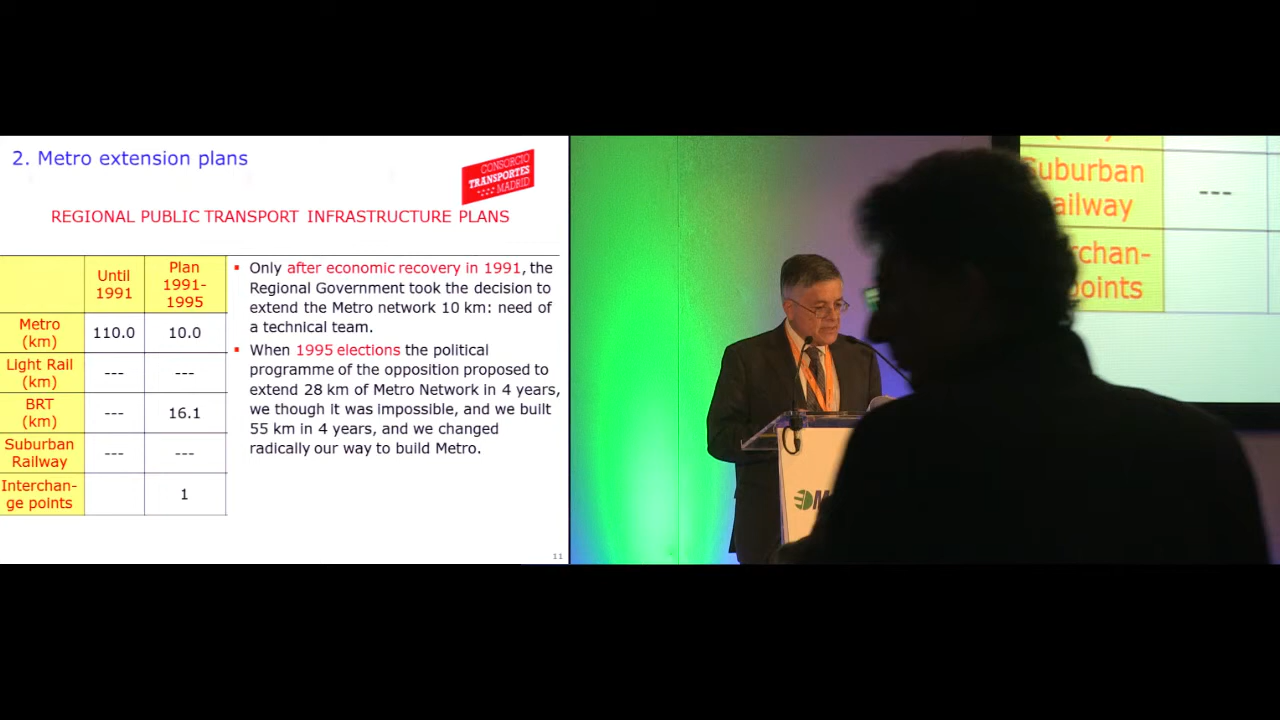 2. Metro extension plans
CONSORCIO
TRANSPORTES
MADRID
REGIONAL PUBLIC TRANSPORT INFRASTRUCTURE PLANS
Until
1991
Plan
1991-
1995
Metro
(km)
110.0
10.0
Light Rail
(km)
---
---
BRT
(km)
---
16.1
Suburban
Railway
---
---
Interchan-
ge points
1
▪ Only after economic recovery in 1991, the
Regional Government took the decision to
extend the Metro network 10 km: need of
a technical team.
▪ When 1995 elections the political
programme of the opposition proposed to
extend 28 km of Metro Network in 4 years,
we though it was impossible, and we built
55 km in 4 years, and we changed
radically our way to build Metro.
11
Suburban
ailway
---
rchan-
points